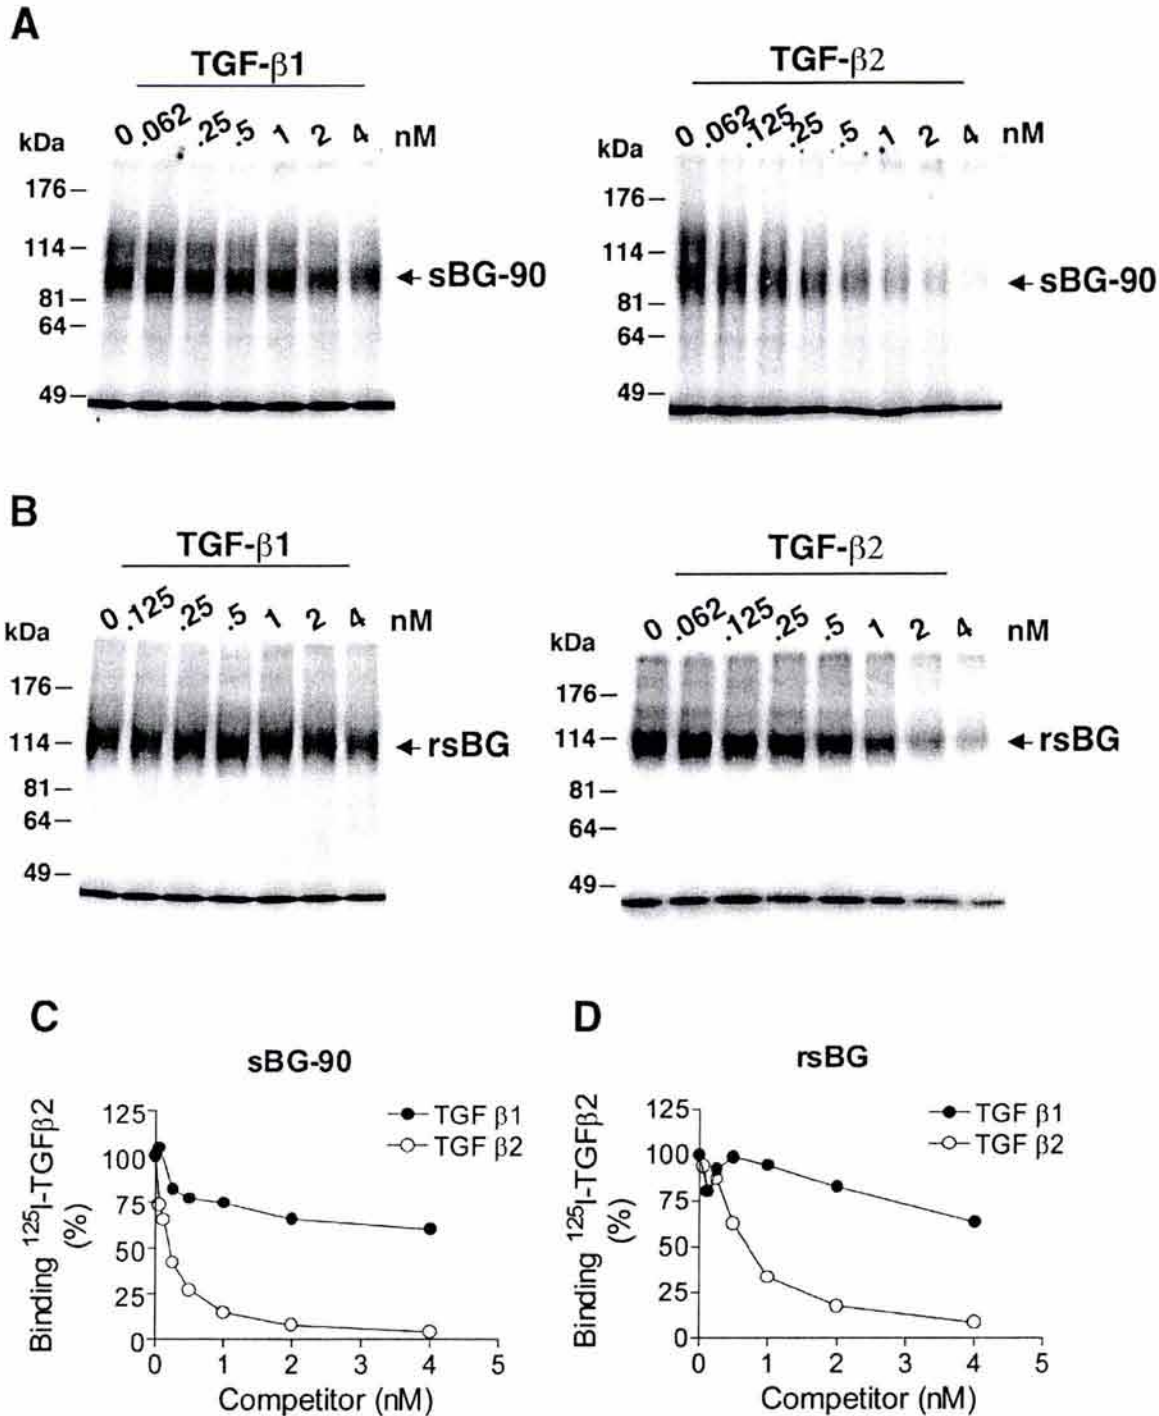 A
TGF-β1
kDa
0 .062 .25 .5 1 2 4 nM
176
114
81
64
49
sBG-90
TGF-β2
kDa
0 .062 .125 .25 .5 .1 2 4 nM
176
114
81
64
49
sBG-90
B
TGF-β1
kDa
0 .125 .25 .5 1 2 4 nM
176
114
81
64
49
rsBG
TGF-β2
kDa
0 .062 .125 .25 .5 1 2 4 nM
176
114
81
64
49
rsBG
C
sBG-90
Binding ¹²⁵I-TGFβ2
(%)
125
100
75
50
25
0
0 1 2 3 4 5
Competitor (nM)
TGF β1
TGF β2
D
rsBG
Binding ¹²⁵I-TGFβ2
(%)
125
100
75
50
25
0
0 1 2 3 4 5
Competitor (nM)
TGF β1
TGF β2